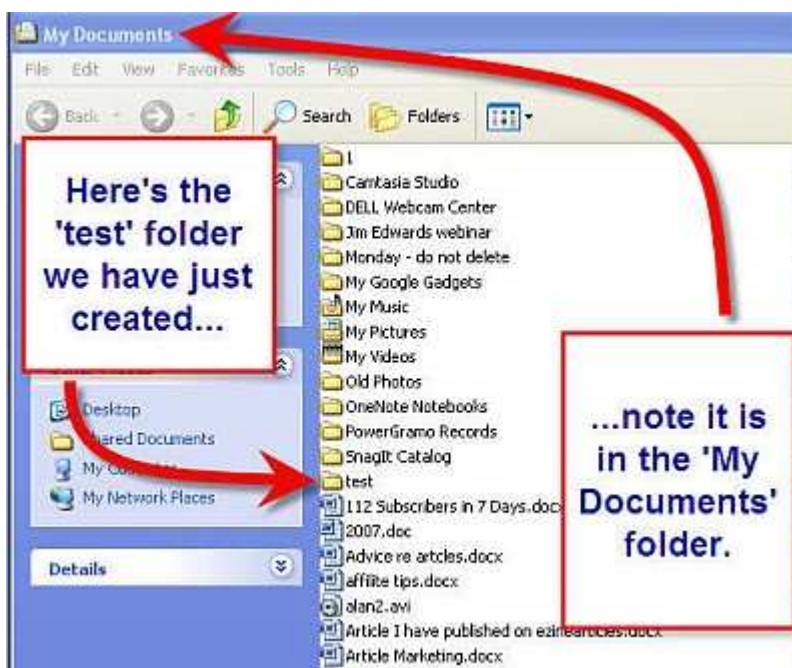 My Documents
File Edit View Favorites Tools Help
Back Search Folders
Here's the
'test' folder
we have just
created...
Desktop
Shared Documents
My
My Network Places
Details
1
Camtasia Studio
DELL Webcam Center
Jim Edwards webinar
Monday - do not delete
My Google Gadgets
My Music
My Pictures
My Videos
Old Photos
OneNote Notebooks
PowerGramo Records
SnagIt Catalog
test
112 Subscribers in 7 Days.docx
2007.doc
Advice re artcles.docx
affilite tips.docx
alan2.avi
Article I have published on ezinearticles.docx
Article Marketing.docx
...note it is
in the 'My
Documents'
folder.